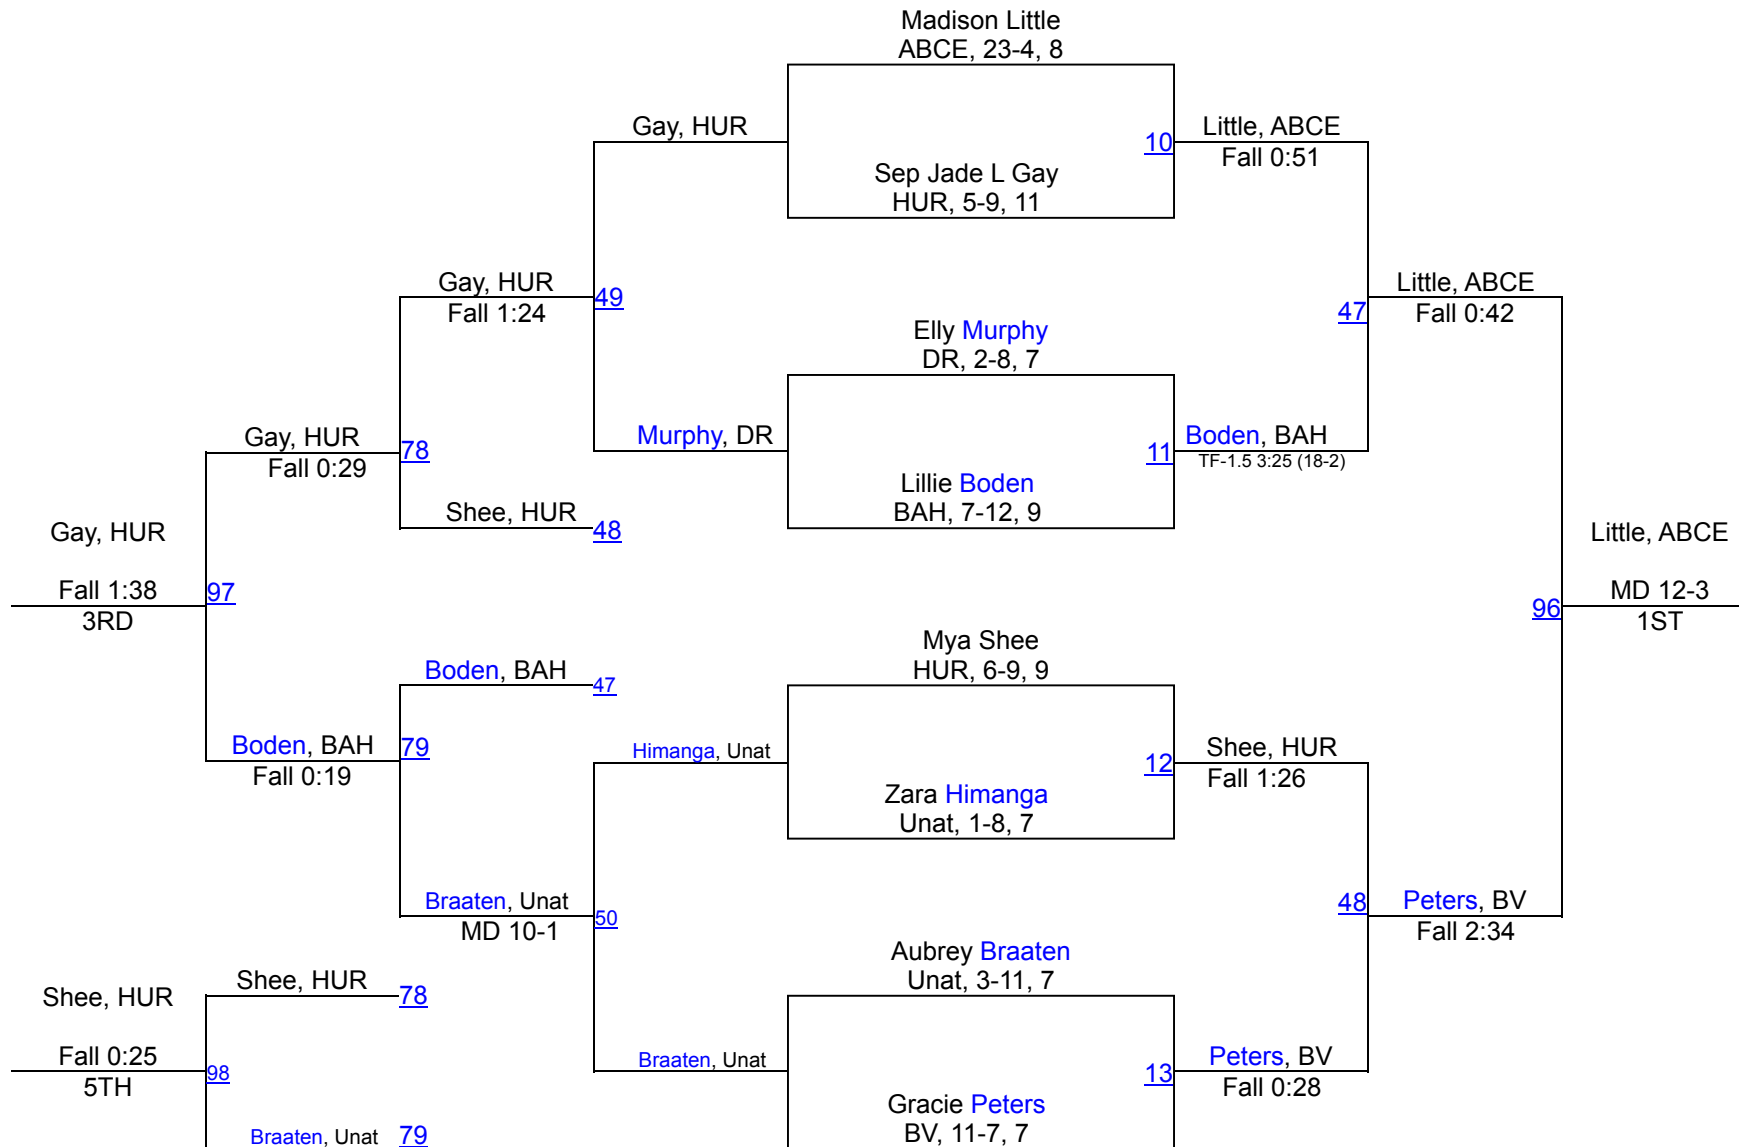 Madison Little
ABCE, 23-4, 8
Gay, HUR
10
Little, ABCE
Fall 0:51
Sep Jade L Gay
HUR, 5-9, 11
Gay, HUR
Fall 1:24
49
47
Little, ABCE
Fall 0:42
Elly Murphy
DR, 2-8, 7
Gay, HUR
Fall 0:29
78
Murphy, DR
11
Boden, BAH
TF-1.5 3:25 (18-2)
Lillie Boden
BAH, 7-12, 9
Shee, HUR
48
Gay, HUR
Fall 1:38
3RD
97
Little, ABCE
96
MD 12-3
1ST
Mya Shee
HUR, 6-9, 9
Boden, BAH
47
Boden, BAH
Fall 0:19
79
Himanga, Unat
12
Shee, HUR
Fall 1:26
Zara Himanga
Unat, 1-8, 7
Braaten, Unat
MD 10-1
50
48
Peters, BV
Fall 2:34
Aubrey Braaten
Unat, 3-11, 7
Shee, HUR
Shee, HUR
78
Fall 0:25
5TH
98
Braaten, Unat
13
Peters, BV
Fall 0:28
Gracie Peters
BV, 11-7, 7
Braaten, Unat
79